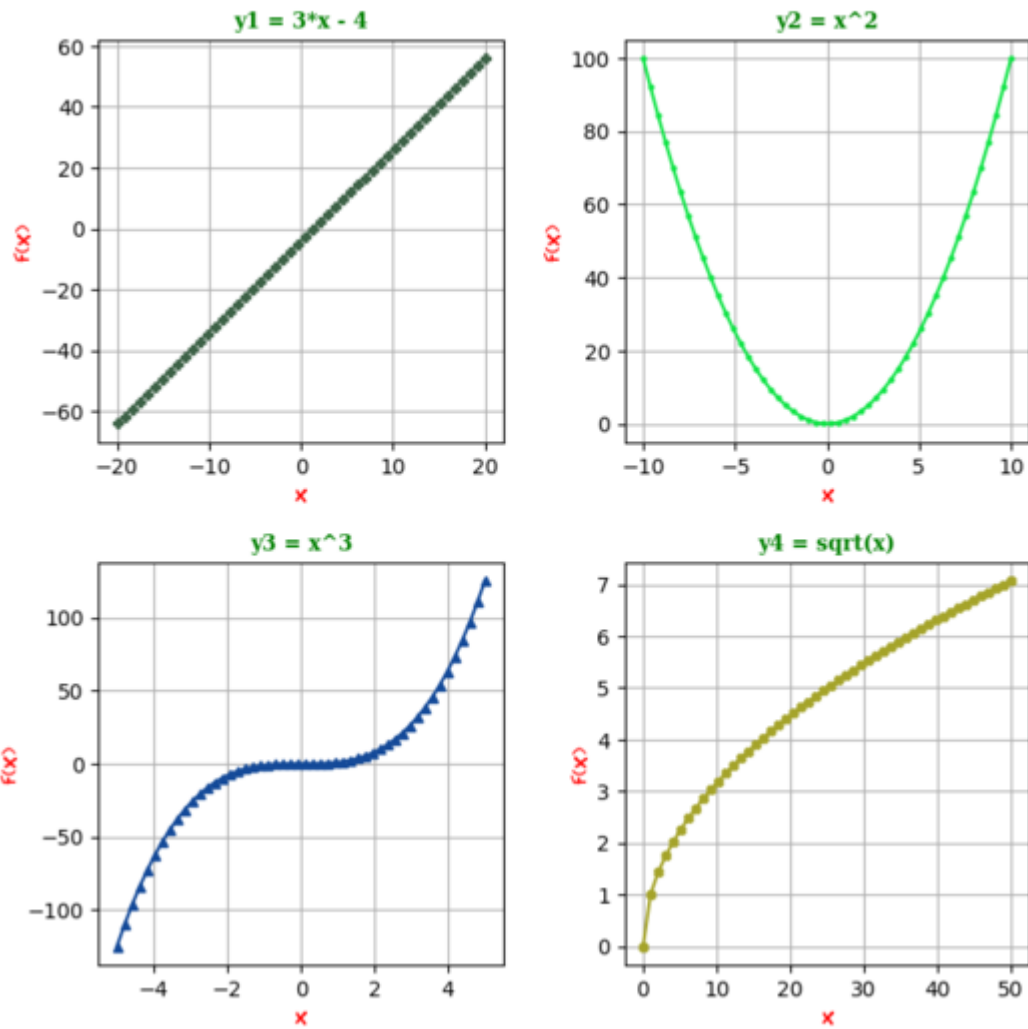 y1 = 3*x - 4
60
40
20
0
−20
−40
−60
f(x)
−20 −10 0 10 20
x
y2 = x^2
100
80
60
40
20
0
f(x)
−10 −5 0 5 10
x
y3 = x^3
100
50
0
−50
−100
f(x)
−4 −2 0 2 4
x
y4 = sqrt(x)
7
6
5
4
3
2
1
0
f(x)
0 10 20 30 40 50
x